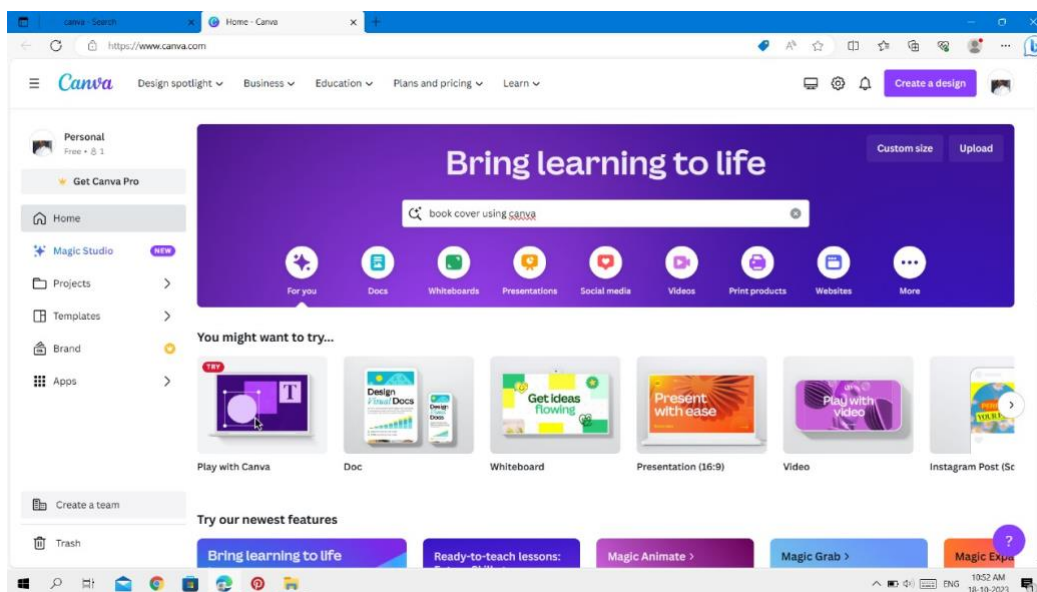 canva - Search
Home - Canva
https://www.canva.com
Canva
Design spotlight
Business
Education
Plans and pricing
Learn
Create a design
Personal
Free • 1
Get Canva Pro
Home
Magic Studio
NEW
Projects
Templates
Brand
Apps
Create a team
Trash
Bring learning to life
Custom size
Upload
book cover using canva
For you
Docs
Whiteboards
Presentations
Social media
Videos
Print products
Websites
More
You might want to try...
TRY
T
Play with Canva
Design
Visual Docs
Design
Visual
Docs
Doc
Get ideas
flowing
Whiteboard
Present
with ease
Presentation (16:9)
Play with
video
Video
Instagram Post (Sc
Try our newest features
Bring learning to life
Ready-to-teach lessons:
Magic Animate >
Magic Grab >
Magic Expa
?
ENG
10:52 AM
18-10-2023